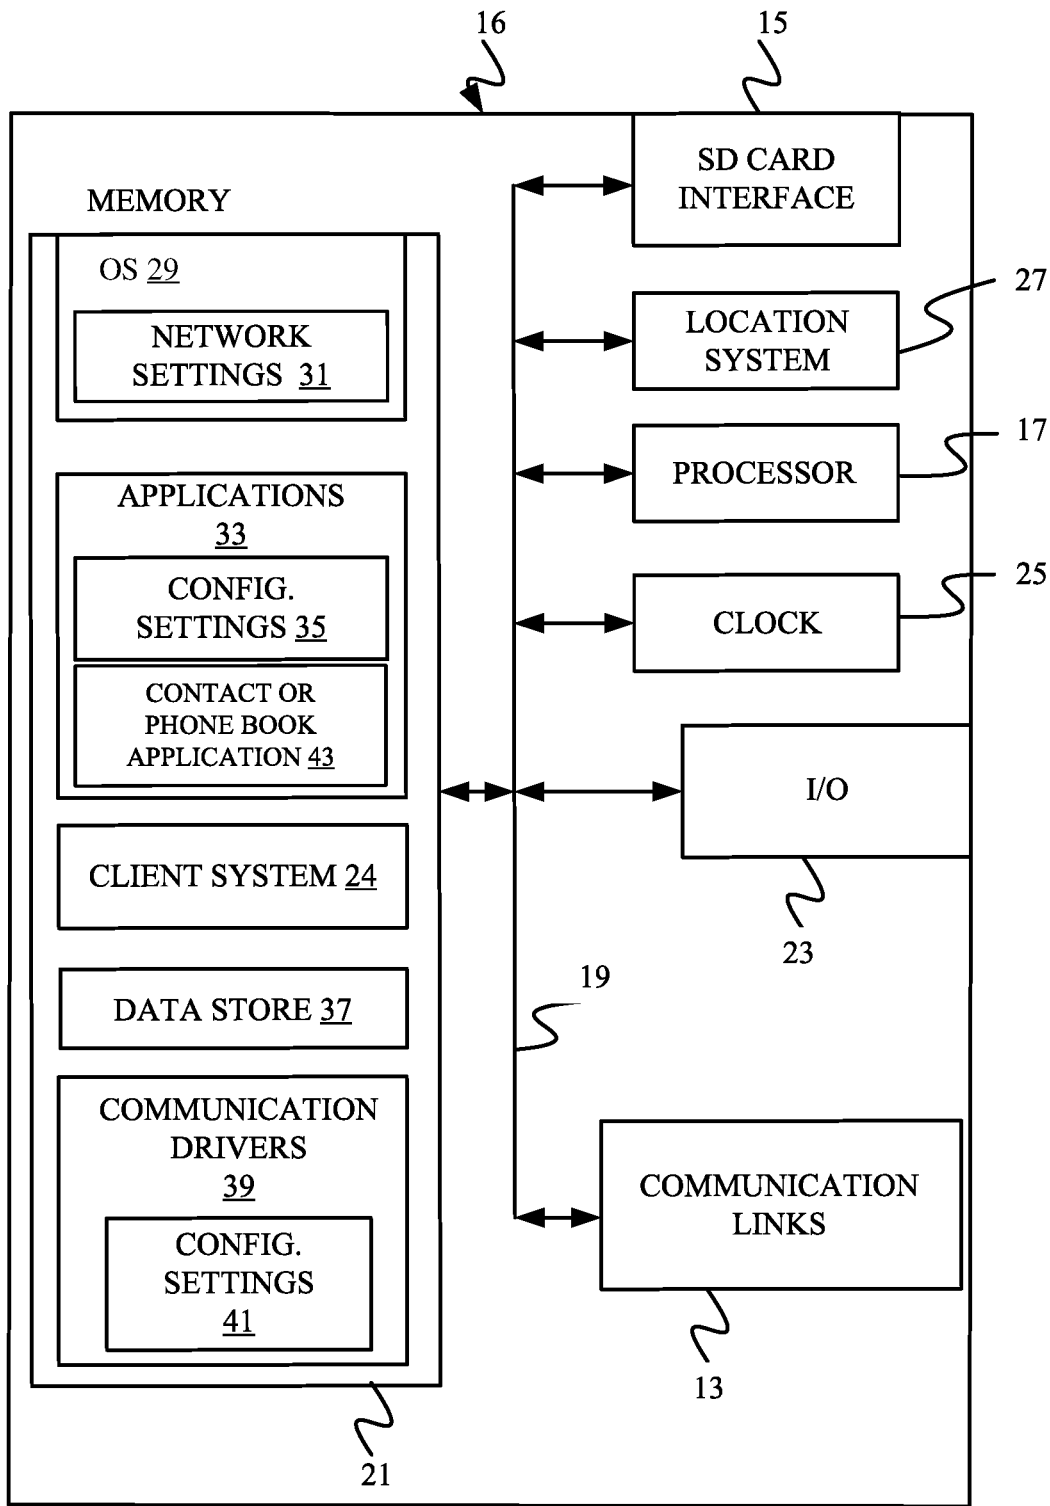 16
15
SD CARD
INTERFACE
MEMORY
OS 29
NETWORK
SETTINGS 31
LOCATION
SYSTEM
27
PROCESSOR
17
APPLICATIONS
33
CONFIG.
SETTINGS 35
CONTACT OR
PHONE BOOK
APPLICATION 43
CLOCK
25
I/O
23
CLIENT SYSTEM 24
DATA STORE 37
19
COMMUNICATION
DRIVERS
39
CONFIG.
SETTINGS
41
COMMUNICATION
LINKS
13
21